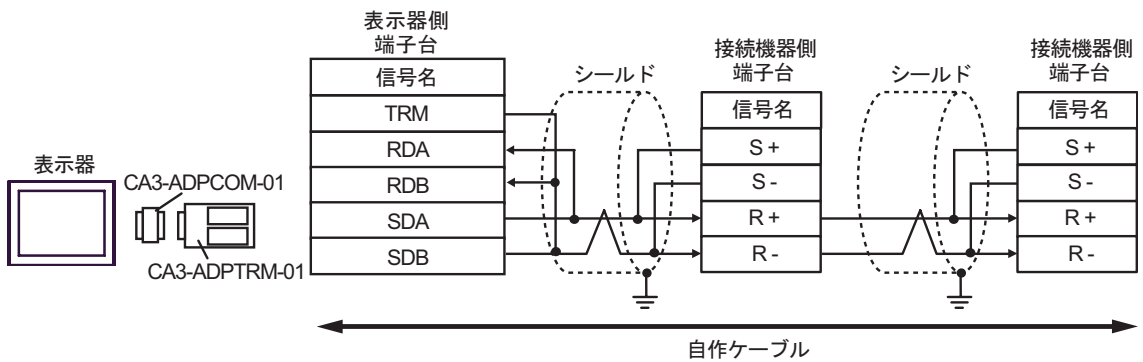 表示器
CA3-ADPCOM-01
CA3-ADPTRM-01
表示器側
端子台
信号名
TRM
RDA
RDB
SDA
SDB
シールド
接続機器側
端子台
信号名
S +
S -
R +
R -
シールド
接続機器側
端子台
信号名
S +
S -
R +
R -
自作ケーブル